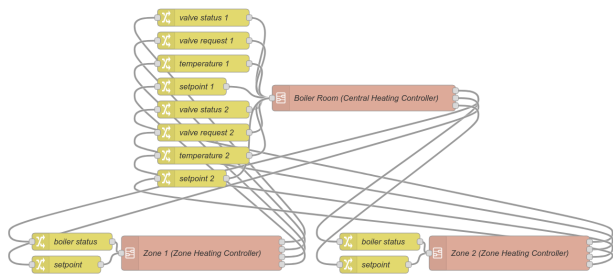 valve status 1
valve request 1
temperature 1
setpoint 1
valve status 2
valve request 2
temperature 2
setpoint 2
Boiler Room (Central Heating Controller)
boiler status
setpoint
Zone 1 (Zone Heating Controller)
boiler status
setpoint
Zone 2 (Zone Heating Controller)